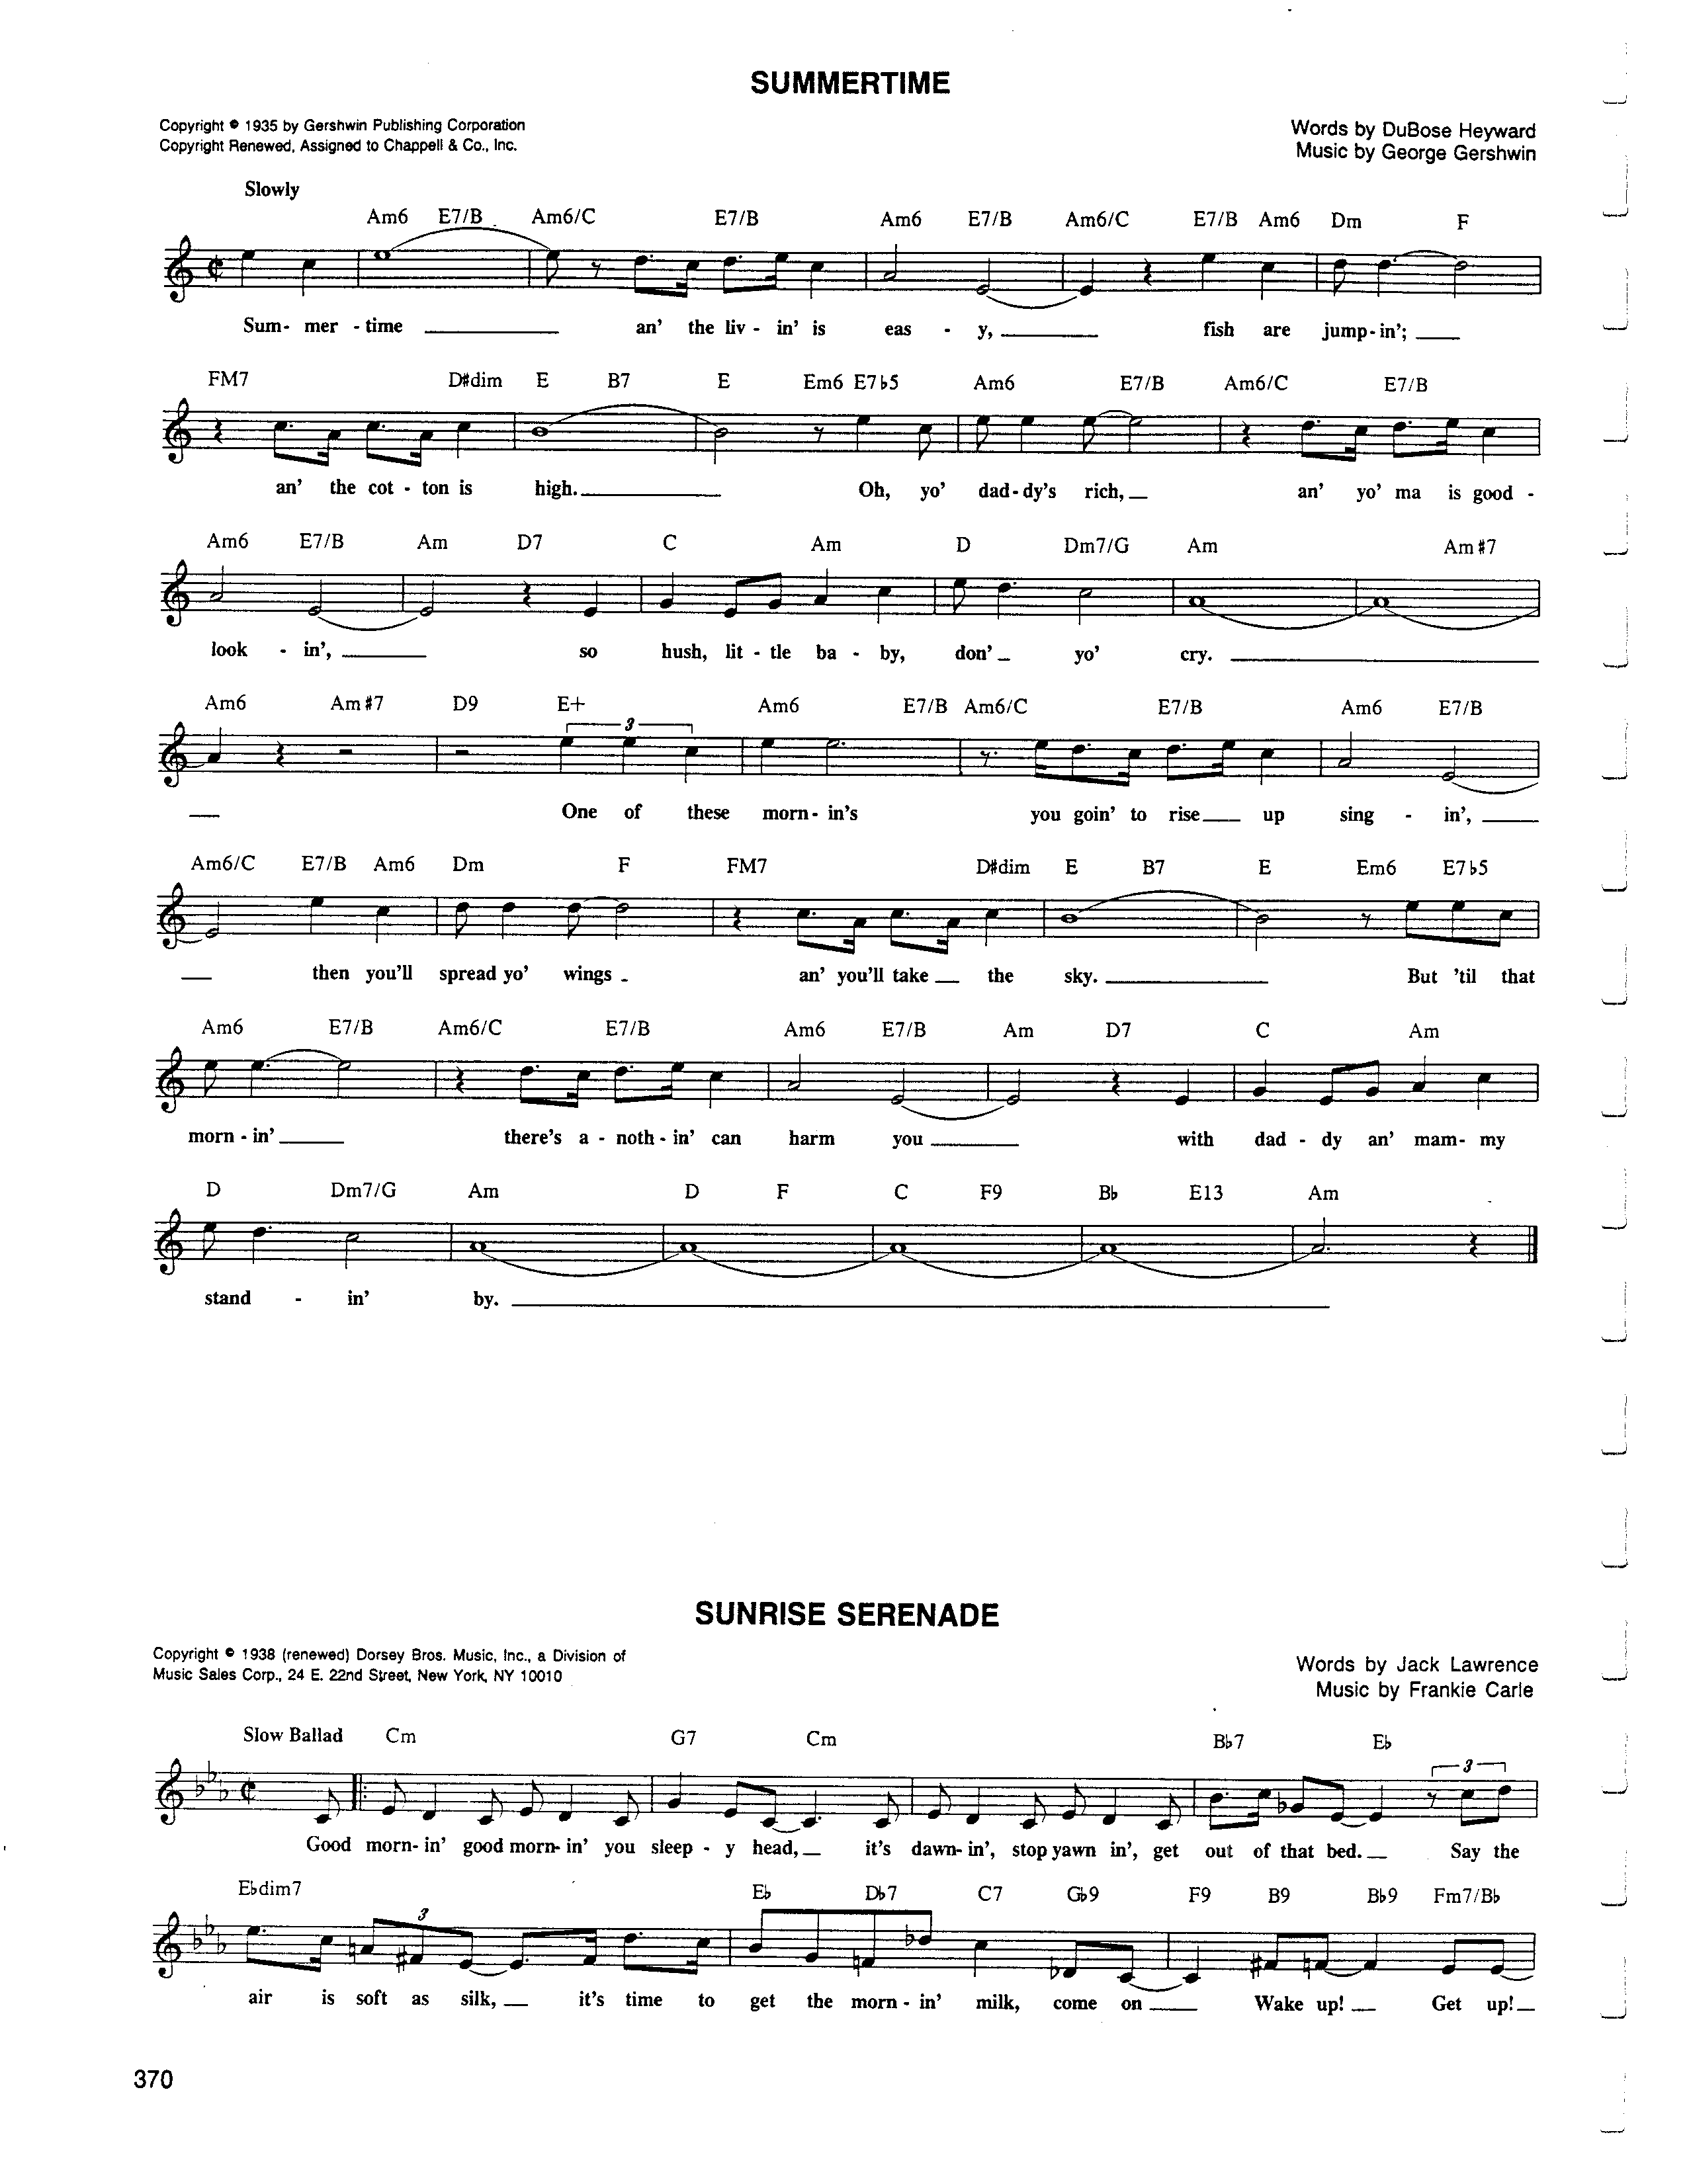 SUMMERTIME
Copyright © 1935 by Gershwin Publishing Corporation
Copyright Renewed, Assigned to Chappell & Co., Inc.
Words by DuBose Heyward
Music by George Gershwin
Slowly
Am6 E7/B Am6/C E7/B Am6 E7/B Am6/C E7/B Am6 Dm F
Sum- mer - time an' the liv - in' is eas - y, fish are jump - in';
FM7 D#dim E B7 E Em6 E7♭5 Am6 E7/B Am6/C E7/B
an' the cot - ton is high. Oh, yo' dad - dy's rich, an' yo' ma is good -
Am6 E7/B Am D7 C Am D Dm7/G Am Am#7
look - in', so hush, lit - tle ba - by, don' yo' cry.
Am6 Am#7 D9 E+ Am6 E7/B Am6/C E7/B Am6 E7/B
3
One of these morn - in's you goin' to rise up sing - in',
Am6/C E7/B Am6 Dm F FM7 D#dim E B7 E Em6 E7♭5
then you'll spread yo' wings an' you'll take the sky. But 'til that
Am6 E7/B Am6/C E7/B Am6 E7/B Am D7 C Am
morn - in' there's a - noth - in' can harm you with dad - dy an' mam- my
D Dm7/G Am D F C F9 B♭ E13 Am
stand - in' by.
SUNRISE SERENADE
Copyright © 1938 (renewed) Dorsey Bros. Music, Inc., a Division of
Music Sales Corp., 24 E. 22nd Street, New York, NY 10010
Words by Jack Lawrence
Music by Frankie Carle
Slow Ballad Cm G7 Cm B♭7 E♭
3
Good morn- in' good morn- in' you sleep - y head, it's dawn- in', stop yawn in', get out of that bed. Say the
E♭dim7 E♭ D♭7 C7 G♭9 F9 B9 B♭9 Fm7/B♭
3
air is soft as silk, it's time to get the morn - in' milk, come on Wake up! Get up!
370